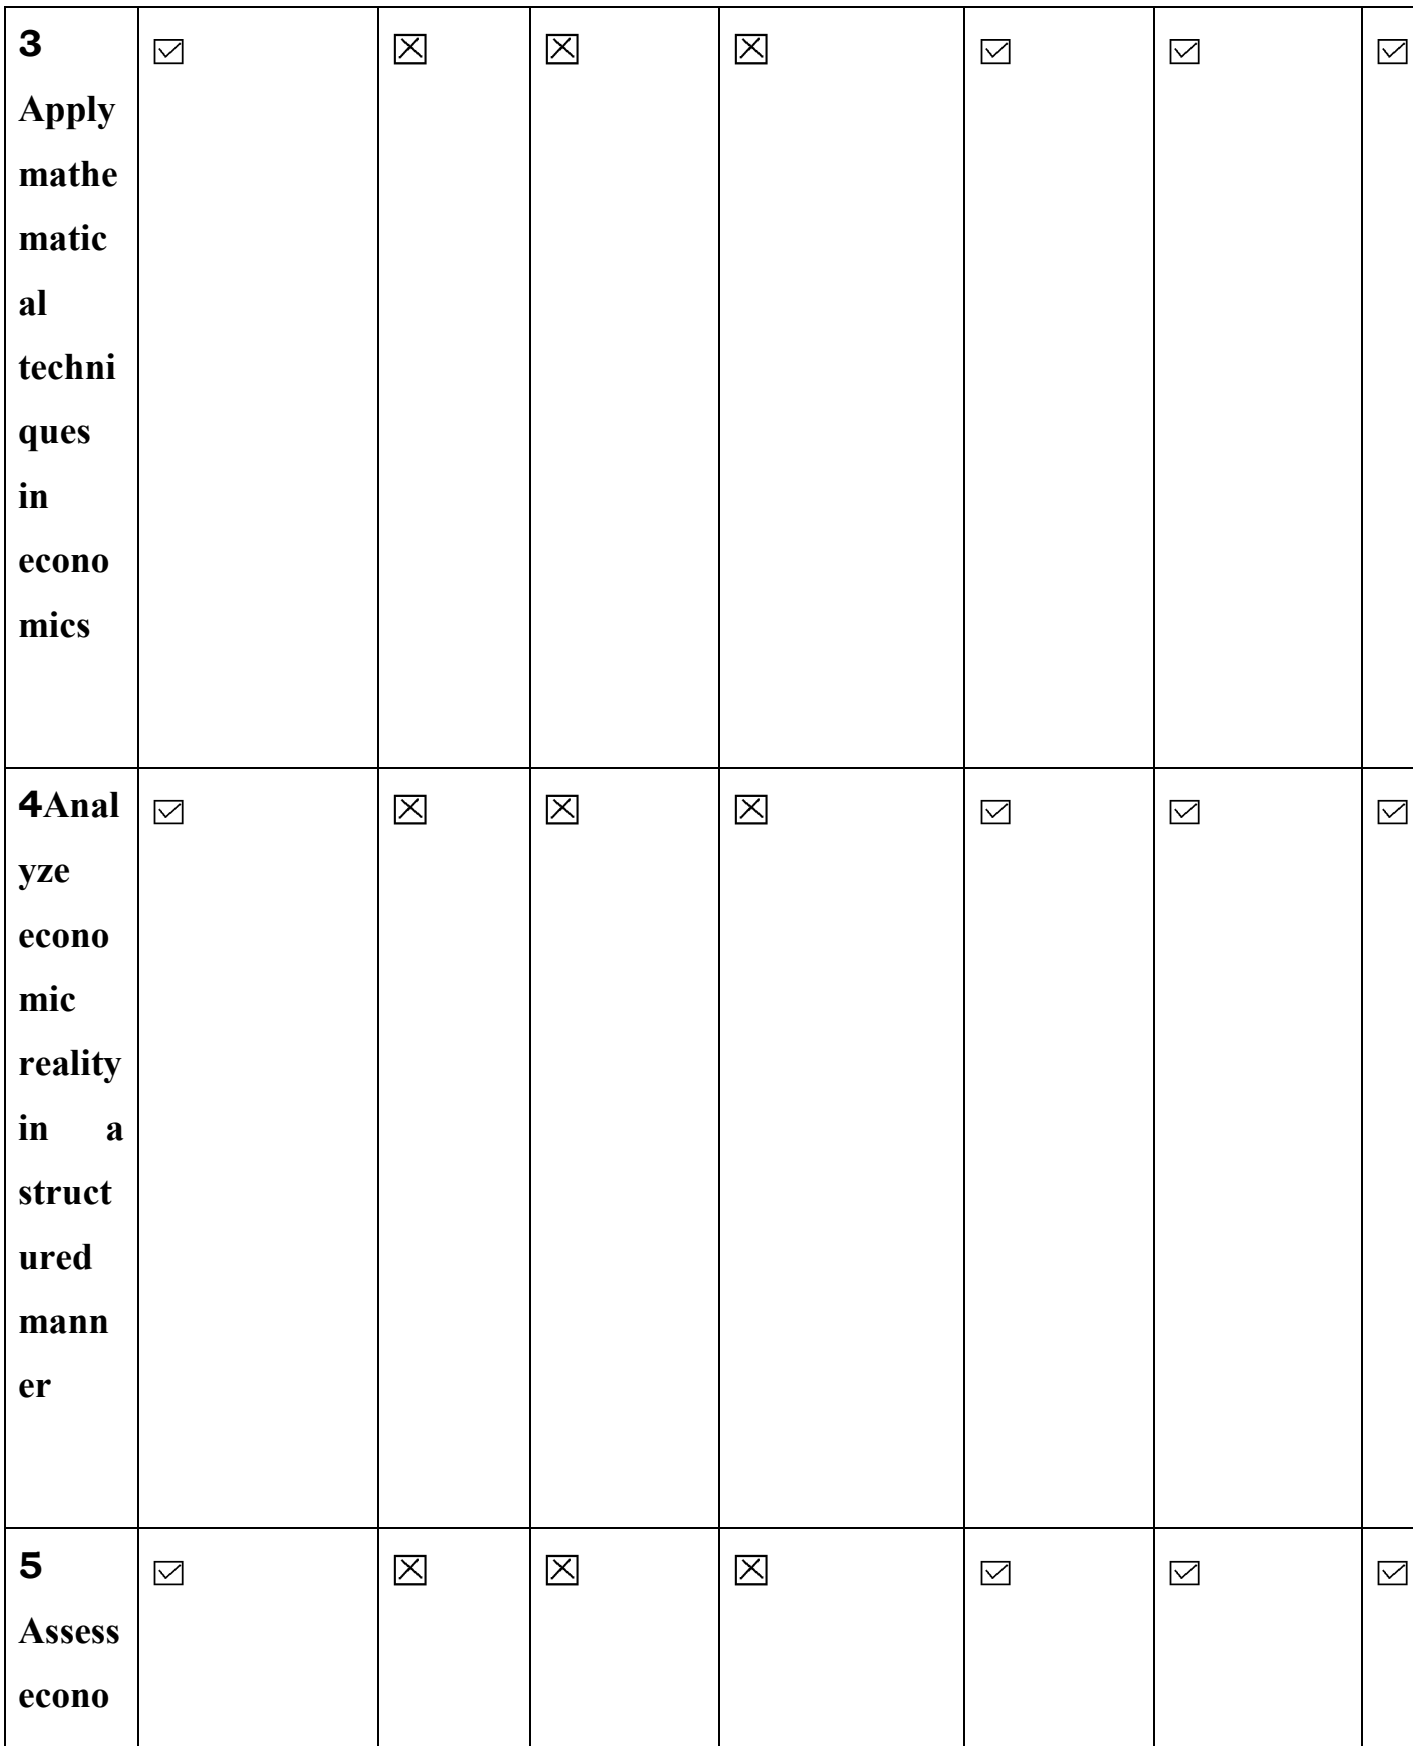 3 ☑ ☒ ☒ ☒ ☑ ☑ ☑
Apply
mathe
matic
al
techni
ques
in
econo
mics
4Anal ☑ ☒ ☒ ☒ ☑ ☑ ☑
yze
econo
mic
reality
in a
struct
ured
mann
er
5 ☑ ☒ ☒ ☒ ☑ ☑ ☑
Assess
econo